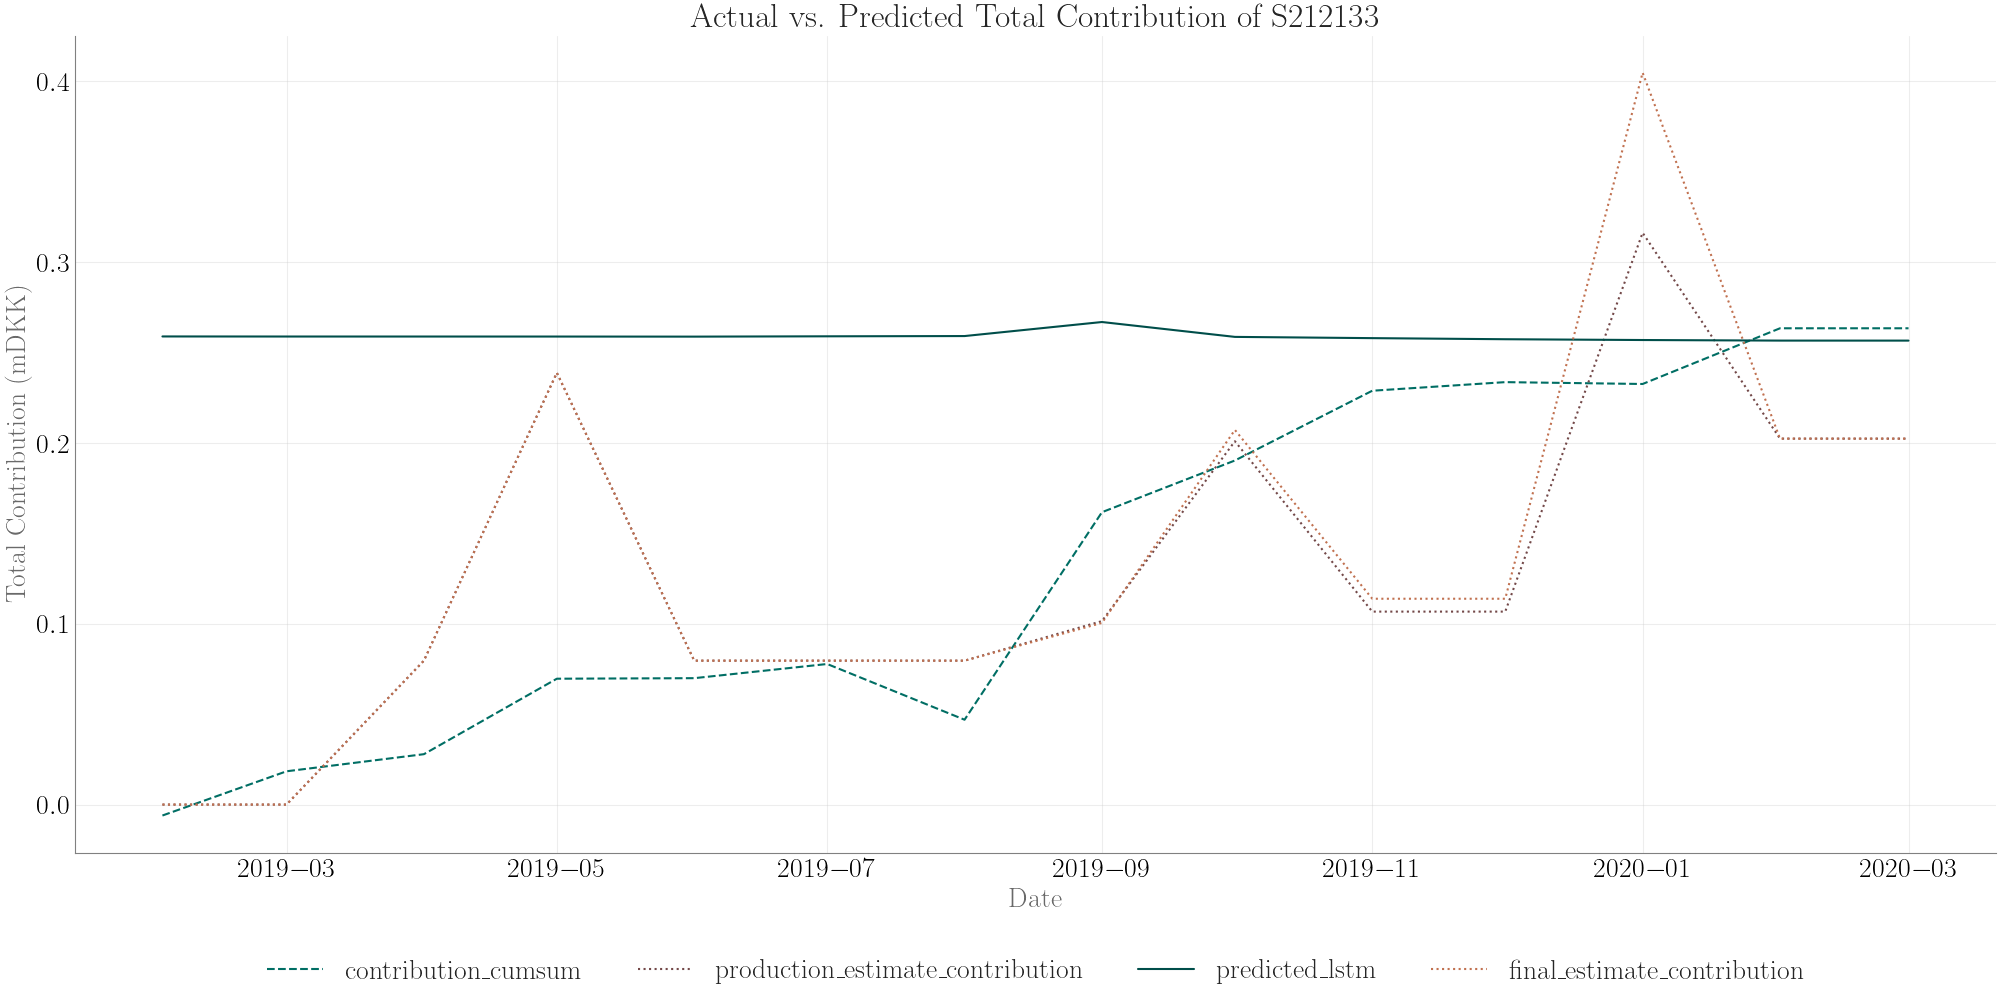 Actual vs. Predicted Total Contribution of S212133
Total Contribution (mDKK)
0.4
0.3
0.2
0.1
0.0
2019−03 2019−05 2019−07 2019−09 2019−11 2020−01 2020−03
Date
contribution_cumsum production_estimate_contribution predicted_lstm final_estimate_contribution